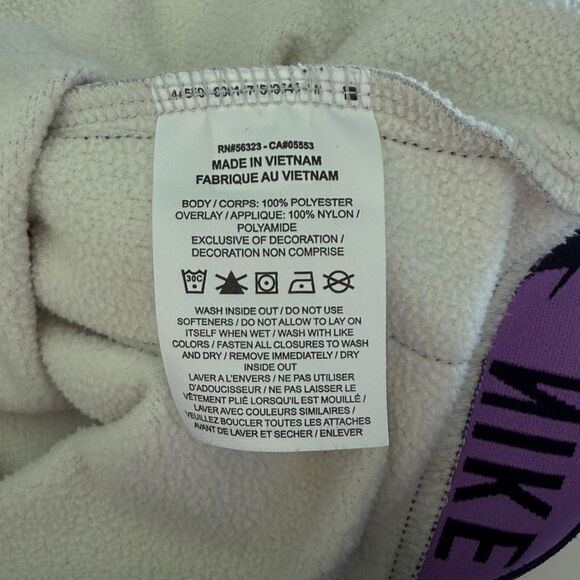 RN#56323 - CA#05553
MADE IN VIETNAM
FABRIQUE AU VIETNAM
BODY / CORPS: 100% POLYESTER
OVERLAY / APPLIQUE: 100% NYLON /
POLYAMIDE
EXCLUSIVE OF DECORATION /
DECORATION NON COMPRISE
30C
WASH INSIDE OUT / DO NOT USE
SOFTENERS / DO NOT ALLOW TO LAY ON
ITSELF WHEN WET / WASH WITH LIKE
COLORS / FASTEN ALL CLOSURES TO WASH
AND DRY / REMOVE IMMEDIATELY / DRY
INSIDE OUT
LAVER A L'ENVERS / NE PAS UTILISER
D'ADOUCISSEUR / NE PAS LAISSER LE
VÊTEMENT PLIÉ LORSQU'IL EST MOUILLÉ /
LAVER AVEC COULEURS SIMILAIRES /
VEUILLEZ BOUCLER TOUTES LES ATTACHES
AVANT DE LAVER ET SECHER / ENLEVER
NIKE